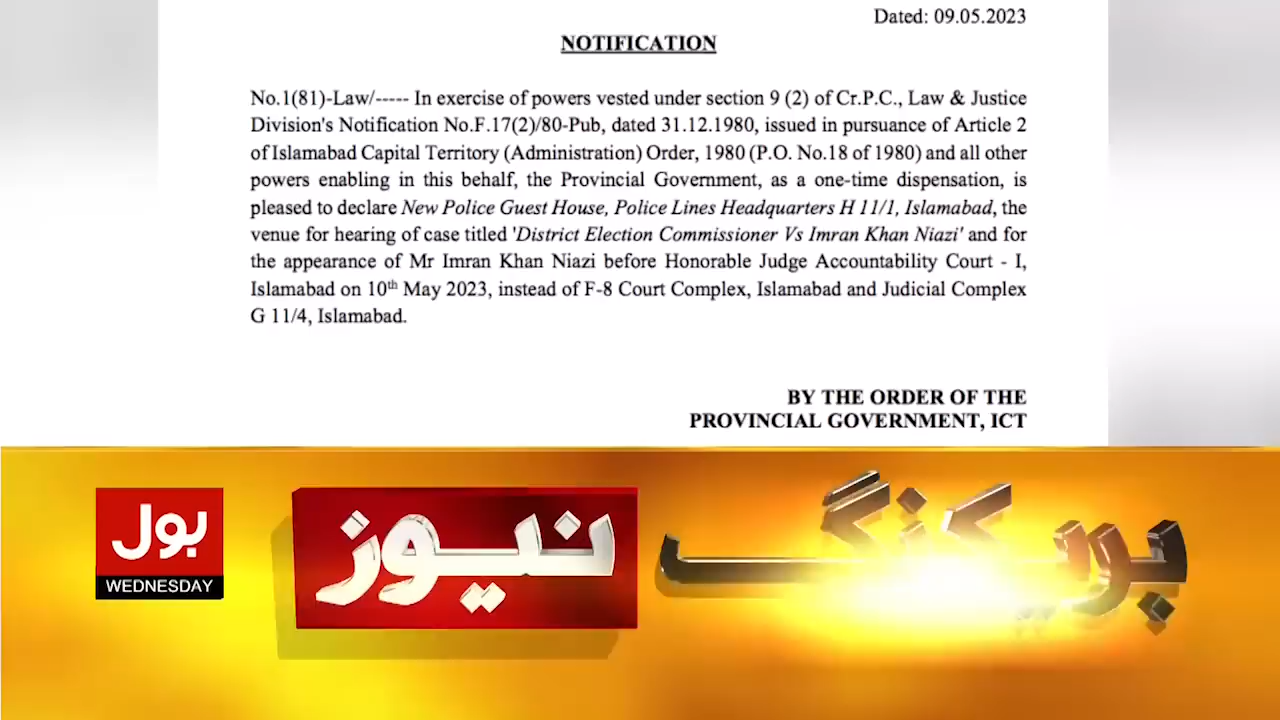 Dated: 09.05.2023
NOTIFICATION
No.1(81)-Law/----- In exercise of powers vested under section 9 (2) of Cr.P.C., Law & Justice
Division's Notification No.F.17(2)/80-Pub, dated 31.12.1980, issued in pursuance of Article 2
of Islamabad Capital Territory (Administration) Order, 1980 (P.O. No.18 of 1980) and all other
powers enabling in this behalf, the Provincial Government, as a one-time dispensation, is
pleased to declare New Police Guest House, Police Lines Headquarters H 11/1, Islamabad, the
venue for hearing of case titled 'District Election Commissioner Vs Imran Khan Niazi' and for
the appearance of Mr Imran Khan Niazi before Honorable Judge Accountability Court - I,
Islamabad on 10th May 2023, instead of F-8 Court Complex, Islamabad and Judicial Complex
G 11/4, Islamabad.
BY THE ORDER OF THE
PROVINCIAL GOVERNMENT, ICT
بریکنگ نیوز
بول
WEDNESDAY